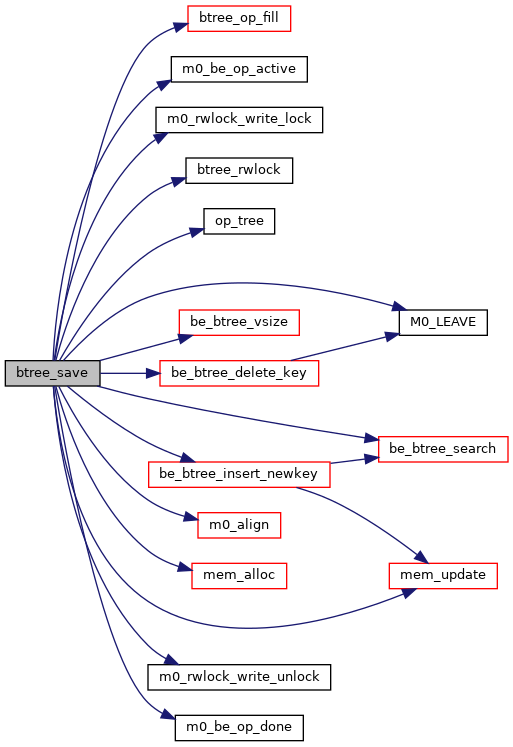 btree_op_fill
m0_be_op_active
m0_rwlock_write_lock
btree_rwlock
op_tree
M0_LEAVE
be_btree_vsize
btree_save
be_btree_delete_key
be_btree_search
be_btree_insert_newkey
m0_align
mem_alloc
mem_update
m0_rwlock_write_unlock
m0_be_op_done